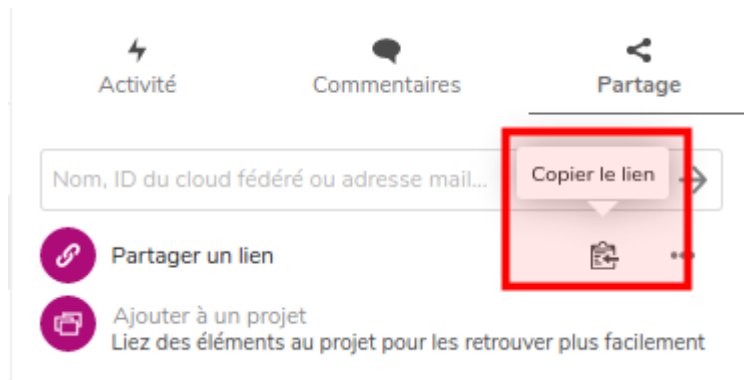 Activité
Commentaires
Partage
Nom, ID du cloud fédéré ou adresse mail...
Copier le lien
Partager un lien
Ajouter à un projet
Liez des éléments au projet pour les retrouver plus facilement